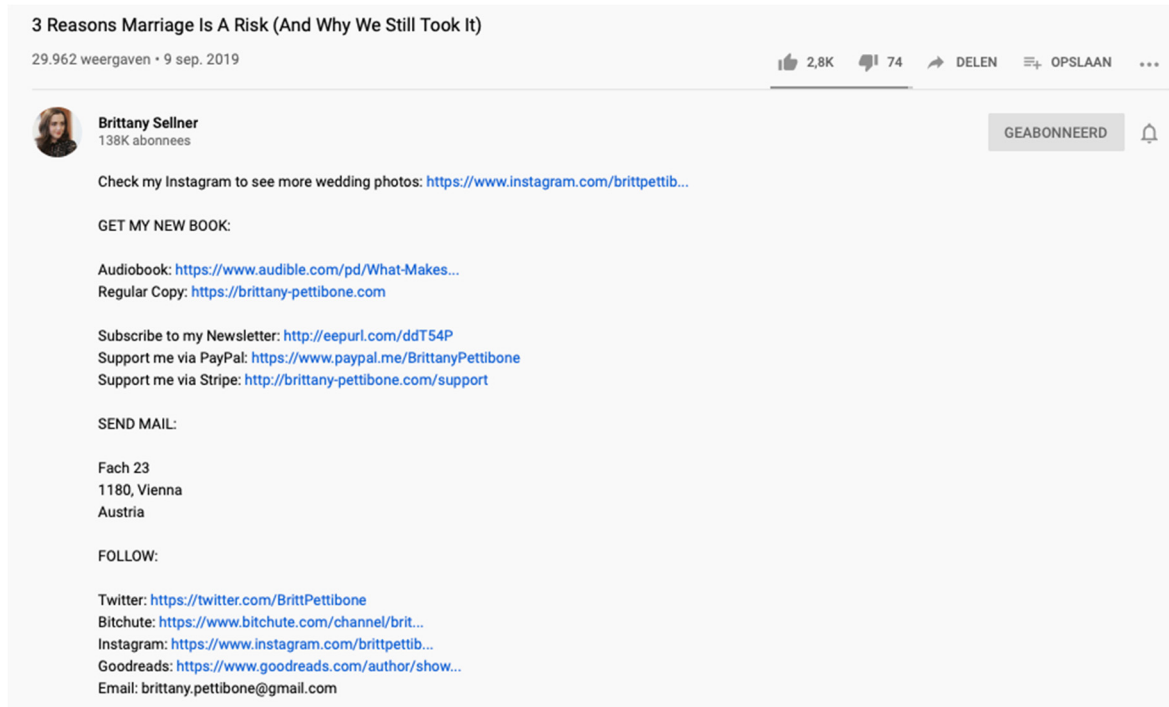 3 Reasons Marriage Is A Risk (And Why We Still Took It)
29.962 weergaven • 9 sep. 2019
2,8K 74 DELEN OPSLAAN
Brittany Sellner
138K abonnees
GEABONNEERD
Check my Instagram to see more wedding photos: https://www.instagram.com/brittpettib...
GET MY NEW BOOK:
Audiobook: https://www.audible.com/pd/What-Makes...
Regular Copy: https://brittany-pettibone.com
Subscribe to my Newsletter: http://eepurl.com/ddT54P
Support me via PayPal: https://www.paypal.me/BrittanyPettibone
Support me via Stripe: http://brittany-pettibone.com/support
SEND MAIL:
Fach 23
1180, Vienna
Austria
FOLLOW:
Twitter: https://twitter.com/BrittPettibone
Bitchute: https://www.bitchute.com/channel/brit...
Instagram: https://www.instagram.com/brittpettib...
Goodreads: https://www.goodreads.com/author/show...
Email: brittany.pettibone@gmail.com